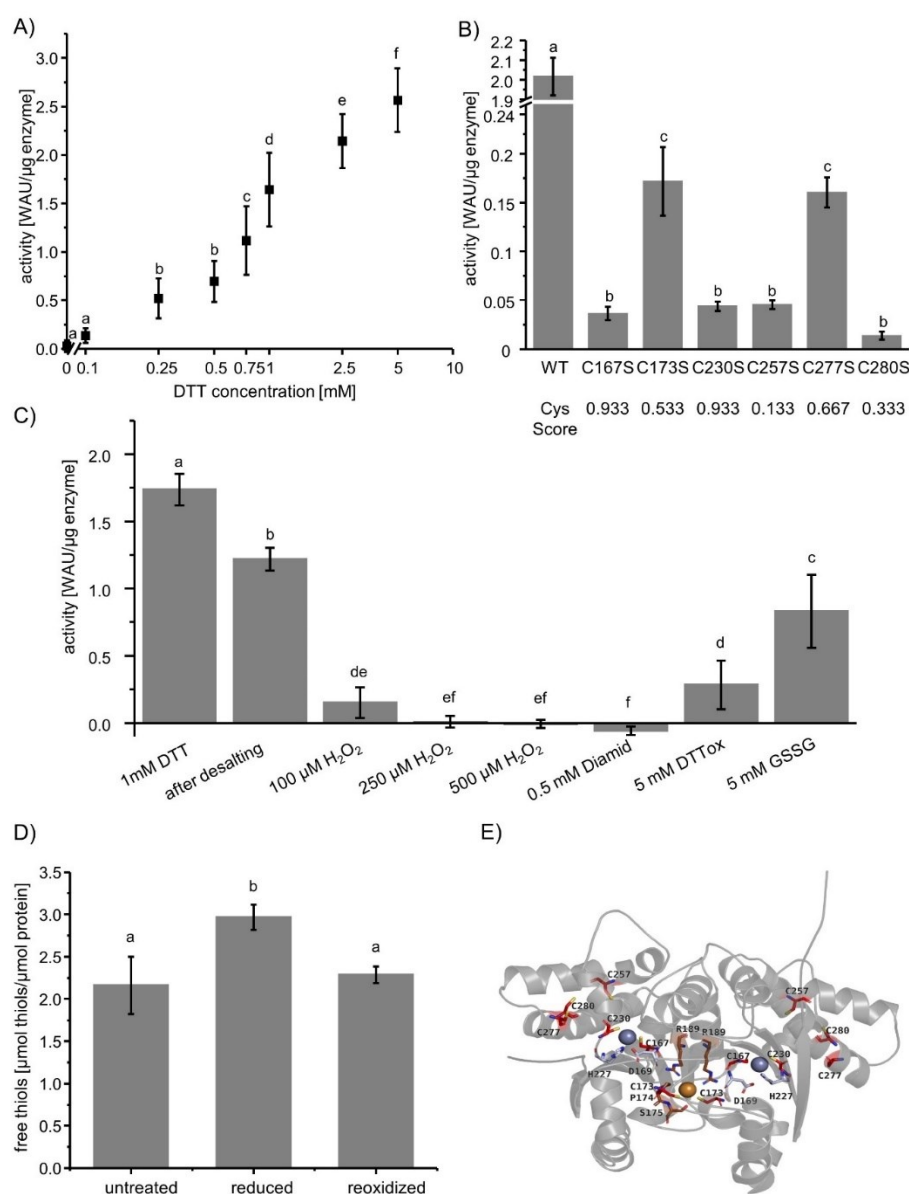 A)
activity [WAU/µg enzyme]
3.0
2.5
2.0
1.5
1.0
0.5
0.0
a
a
b
b
c
d
e
f
0 0.1 0.25 0.5 0.751 2.5 5 10
DTT concentration [mM]
B)
activity [WAU/µg enzyme]
2.2
2.1
2.0
1.9
0.24
0.2
0.15
0.1
0.05
0
a
b
c
b
b
c
b
WT C167S C173S C230S C257S C277S C280S
Cys 0.933 0.533 0.933 0.133 0.667 0.333
Score
C)
activity [WAU/µg enzyme]
2.0
1.5
1.0
0.5
0.0
a
b
de
ef
ef
f
d
c
1mM DTT
after desalting
100 µM H₂O₂
250 µM H₂O₂
500 µM H₂O₂
0.5 mM Diamid
5 mM DTTox
5 mM GSSG
D)
free thiols [µmol thiols/µmol protein]
3.5
3.0
2.5
2.0
1.5
1.0
0.5
0.0
a
b
a
untreated reduced reoxidized
E)
C257
C280
C277
C230
C167
H227
D169
R189
R189
C173
P174
S175
C173
C167
D169
C230
H227
C257
C280
C277